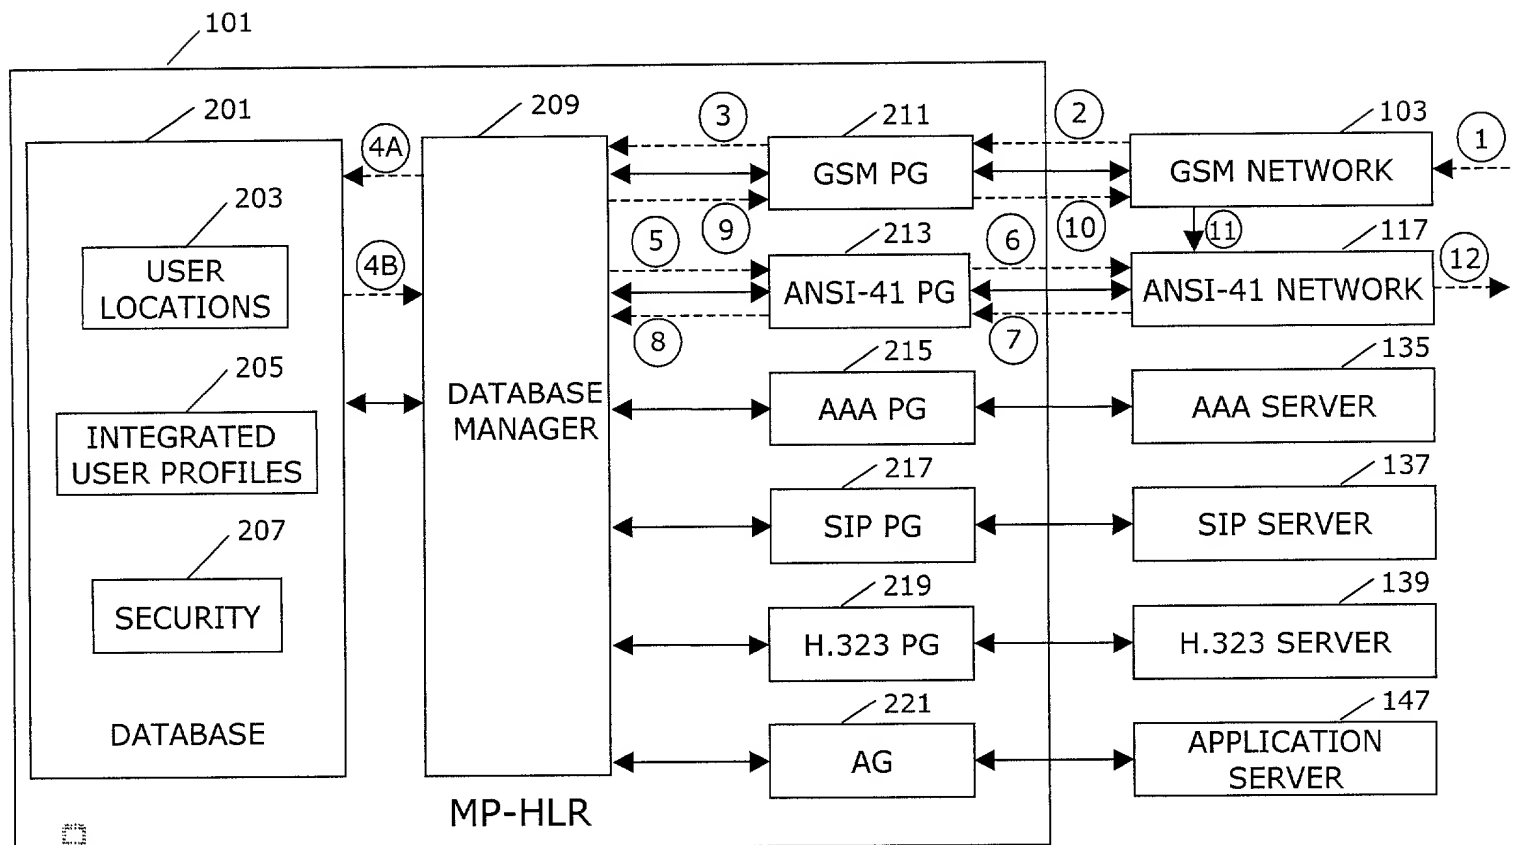 101
201
209
3
211
2
103
1
4A
GSM PG
GSM NETWORK
203
9
10
11
5
213
6
117
12
USER
LOCATIONS
4B
ANSI-41 PG
ANSI-41 NETWORK
8
7
205
215
135
DATABASE
MANAGER
AAA PG
AAA SERVER
INTEGRATED
USER PROFILES
217
137
SIP PG
SIP SERVER
207
219
139
SECURITY
H.323 PG
H.323 SERVER
221
147
DATABASE
AG
APPLICATION
SERVER
MP-HLR